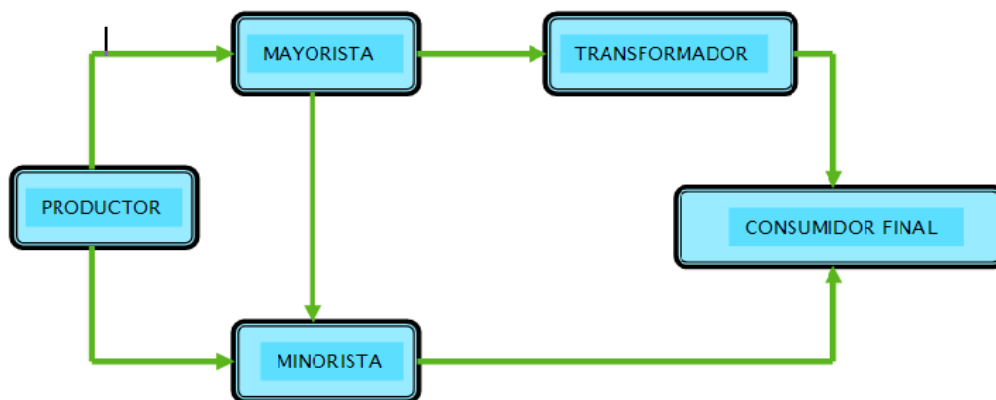 MAYORISTA
TRANSFORMADOR
PRODUCTOR
CONSUMIDOR FINAL
MINORISTA